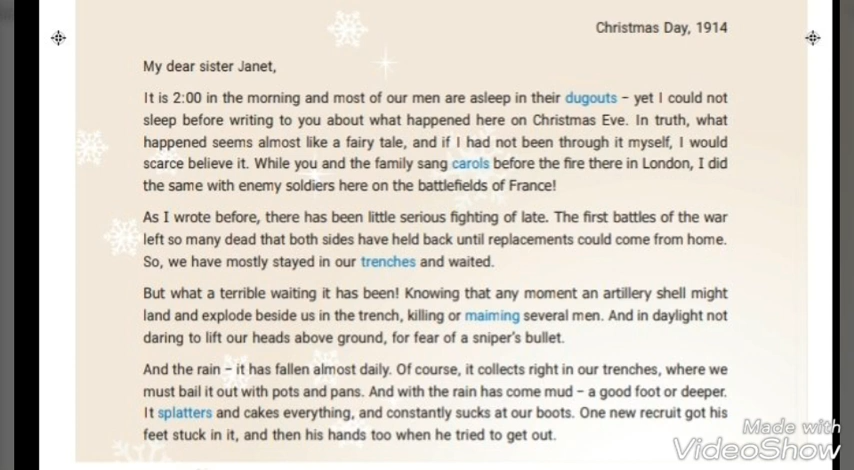 Christmas Day, 1914
My dear sister Janet,
It is 2:00 in the morning and most of our men are asleep in their dugouts – yet I could not
sleep before writing to you about what happened here on Christmas Eve. In truth, what
happened seems almost like a fairy tale, and if I had not been through it myself, I would
scarce believe it. While you and the family sang carols before the fire there in London, I did
the same with enemy soldiers here on the battlefields of France!
As I wrote before, there has been little serious fighting of late. The first battles of the war
left so many dead that both sides have held back until replacements could come from home.
So, we have mostly stayed in our trenches and waited.
But what a terrible waiting it has been! Knowing that any moment an artillery shell might
land and explode beside us in the trench, killing or maiming several men. And in daylight not
daring to lift our heads above ground, for fear of a sniper's bullet.
And the rain – it has fallen almost daily. Of course, it collects right in our trenches, where we
must bail it out with pots and pans. And with the rain has come mud – a good foot or deeper.
It splatters and cakes everything, and constantly sucks at our boots. One new recruit got his
feet stuck in it, and then his hands too when he tried to get out.
Made with
VideoShow